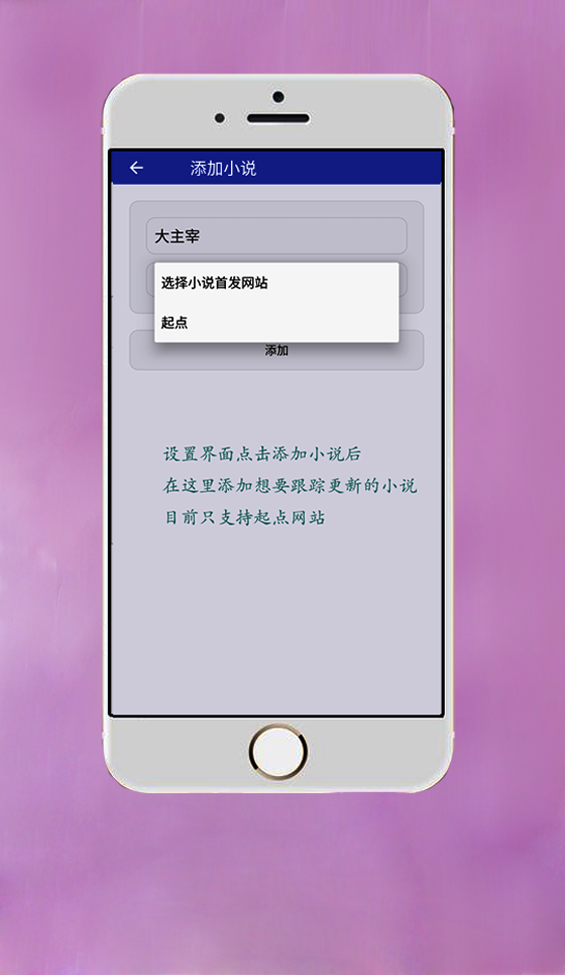 添加小说
大主宰
选择小说首发网站
起点
添加
设置界面点击添加小说后
在这里添加想要跟踪更新的小说
目前只支持起点网站